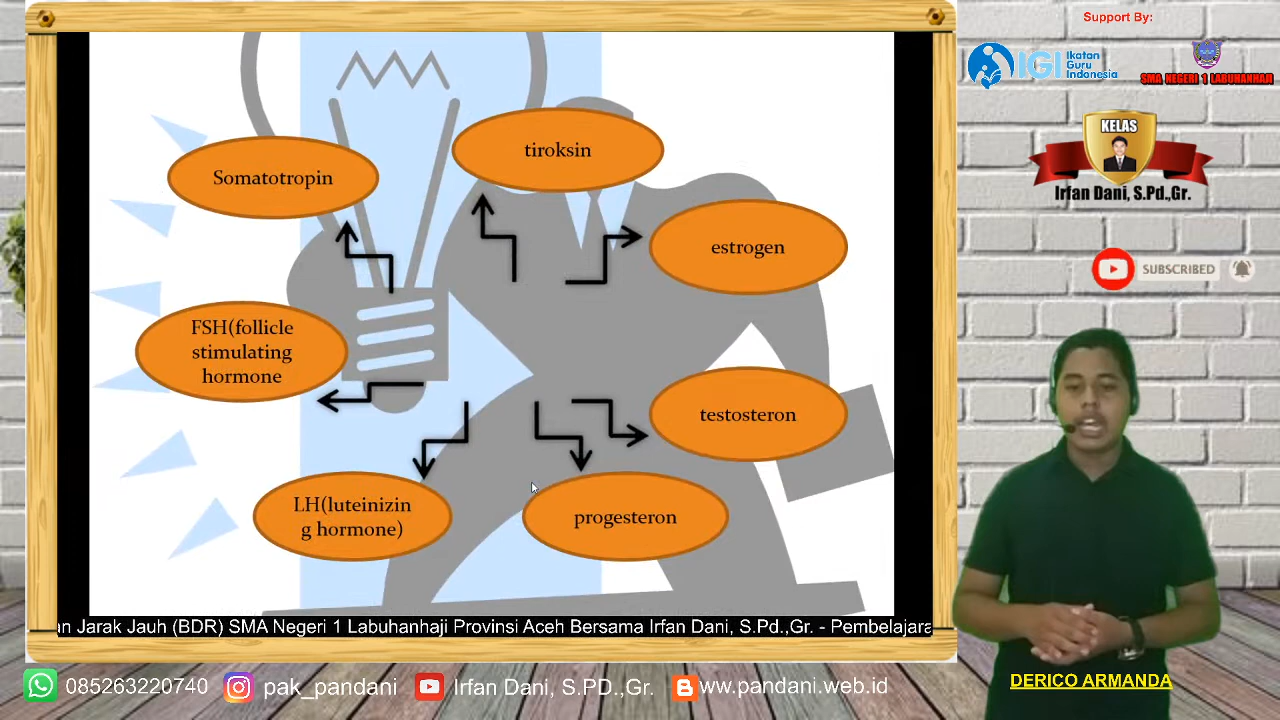 Support By:
IGI Ikatan
Guru
Indonesia
SMA NEGERI 1 LABUHANHAJI
KELAS
Irfan Dani, S.Pd.,Gr.
SUBSCRIBED
tiroksin
Somatotropin
estrogen
FSH(follicle
stimulating
hormone
testosteron
LH(luteinizin
g hormone)
progesteron
an Jarak Jauh (BDR) SMA Negeri 1 Labuhanhaji Provinsi Aceh Bersama Irfan Dani, S.Pd.,Gr. - Pembelajara
085263220740
pak_pandani
Irfan Dani, S.PD.,Gr.
ww.pandani.web.id
DERICO ARMANDA